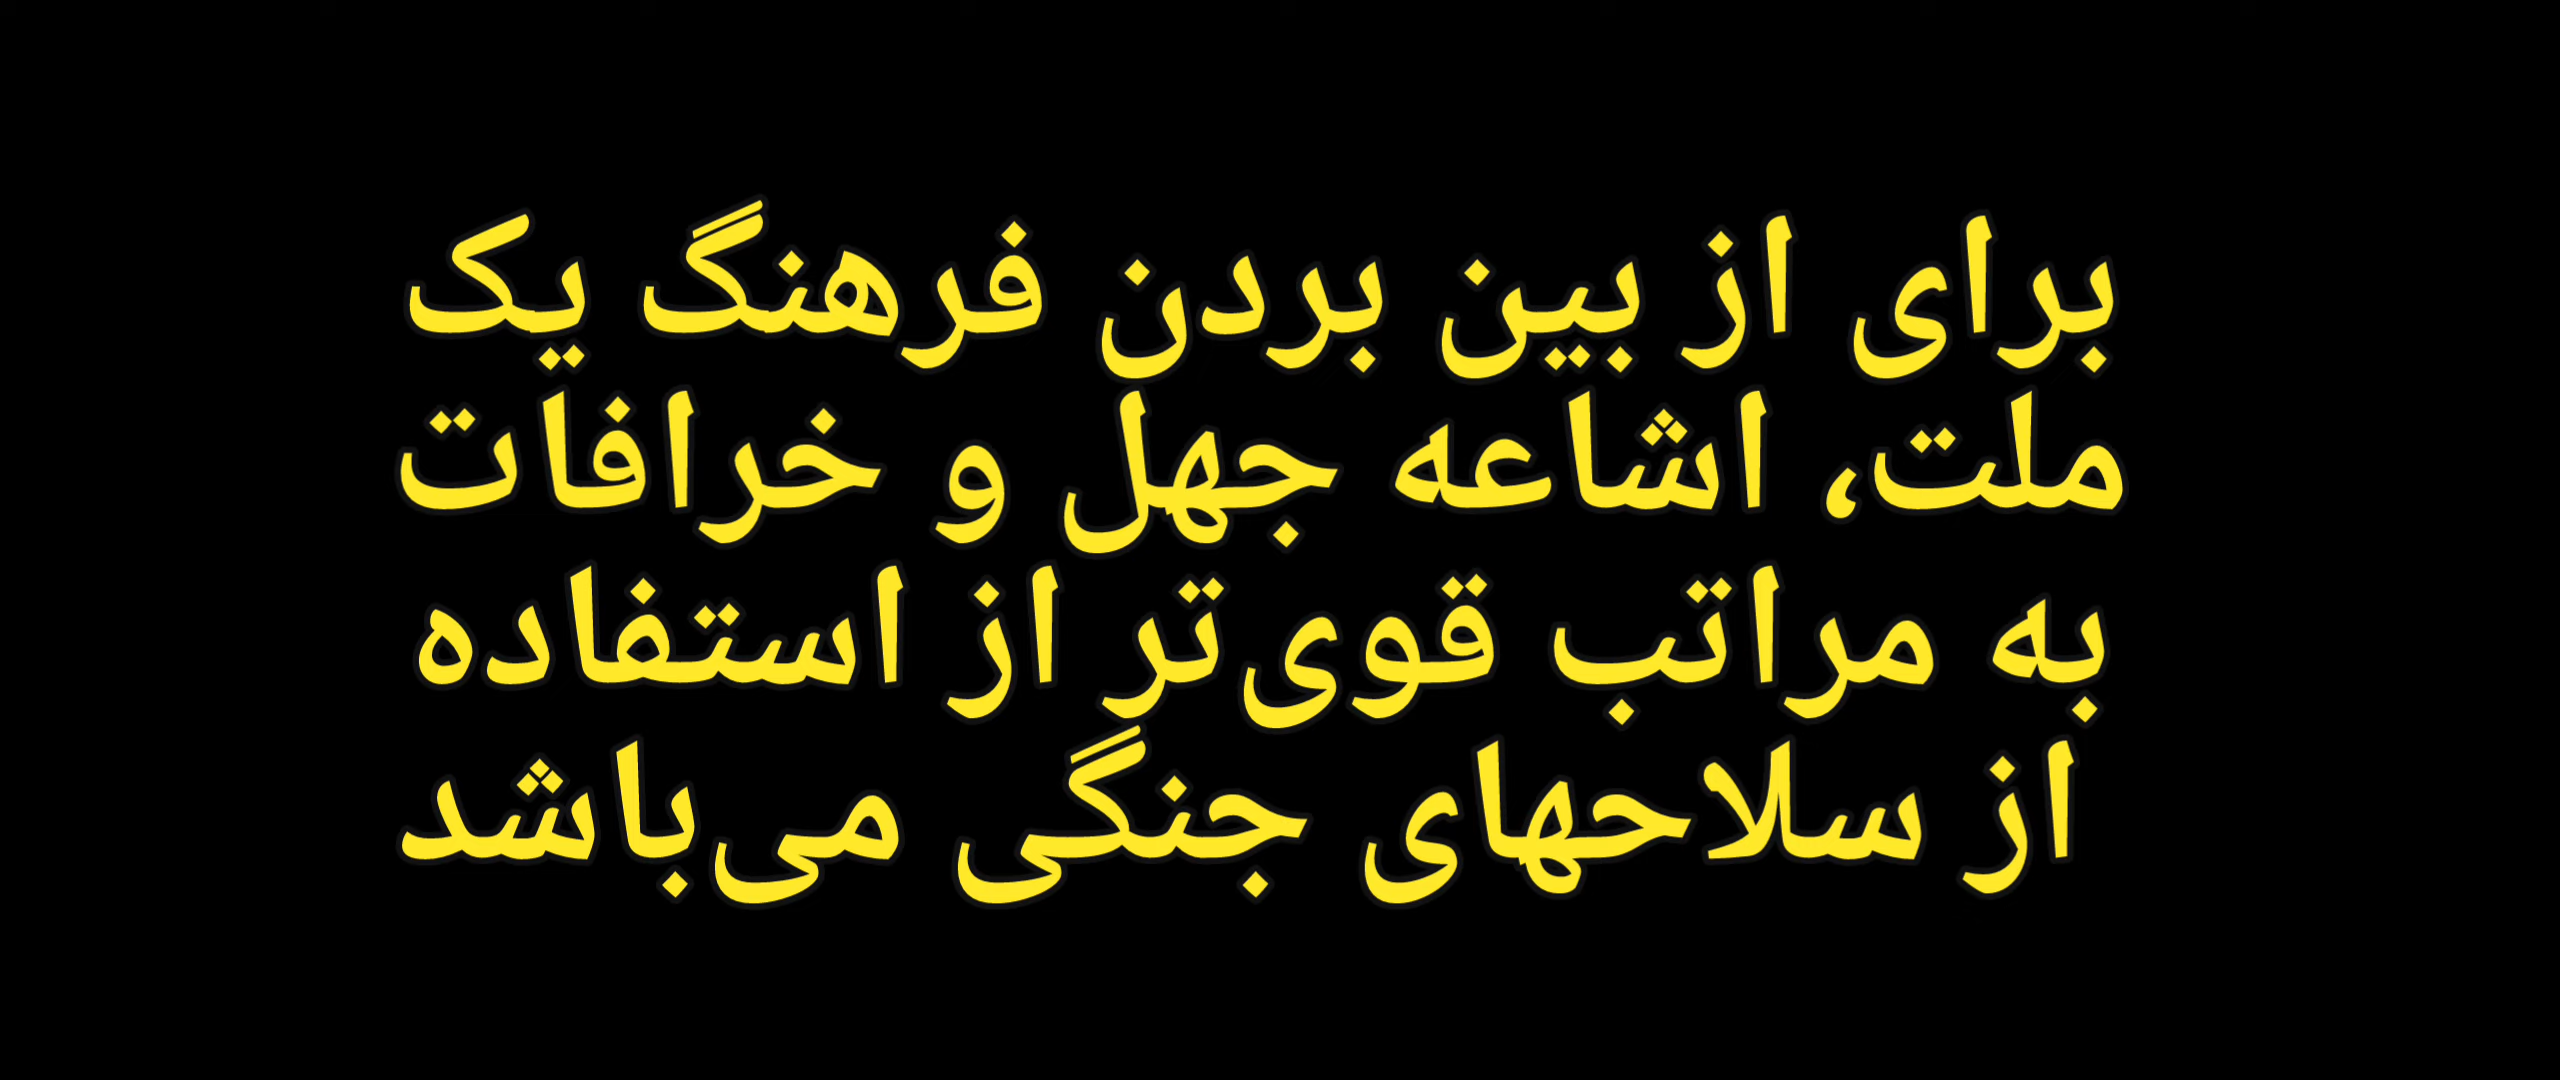 برای از بین بردن فرهنگ یک
ملت، اشاعه جهل و خرافات
به مراتب قوی‌تر از استفاده
از سلاحهای جنگی می‌باشد